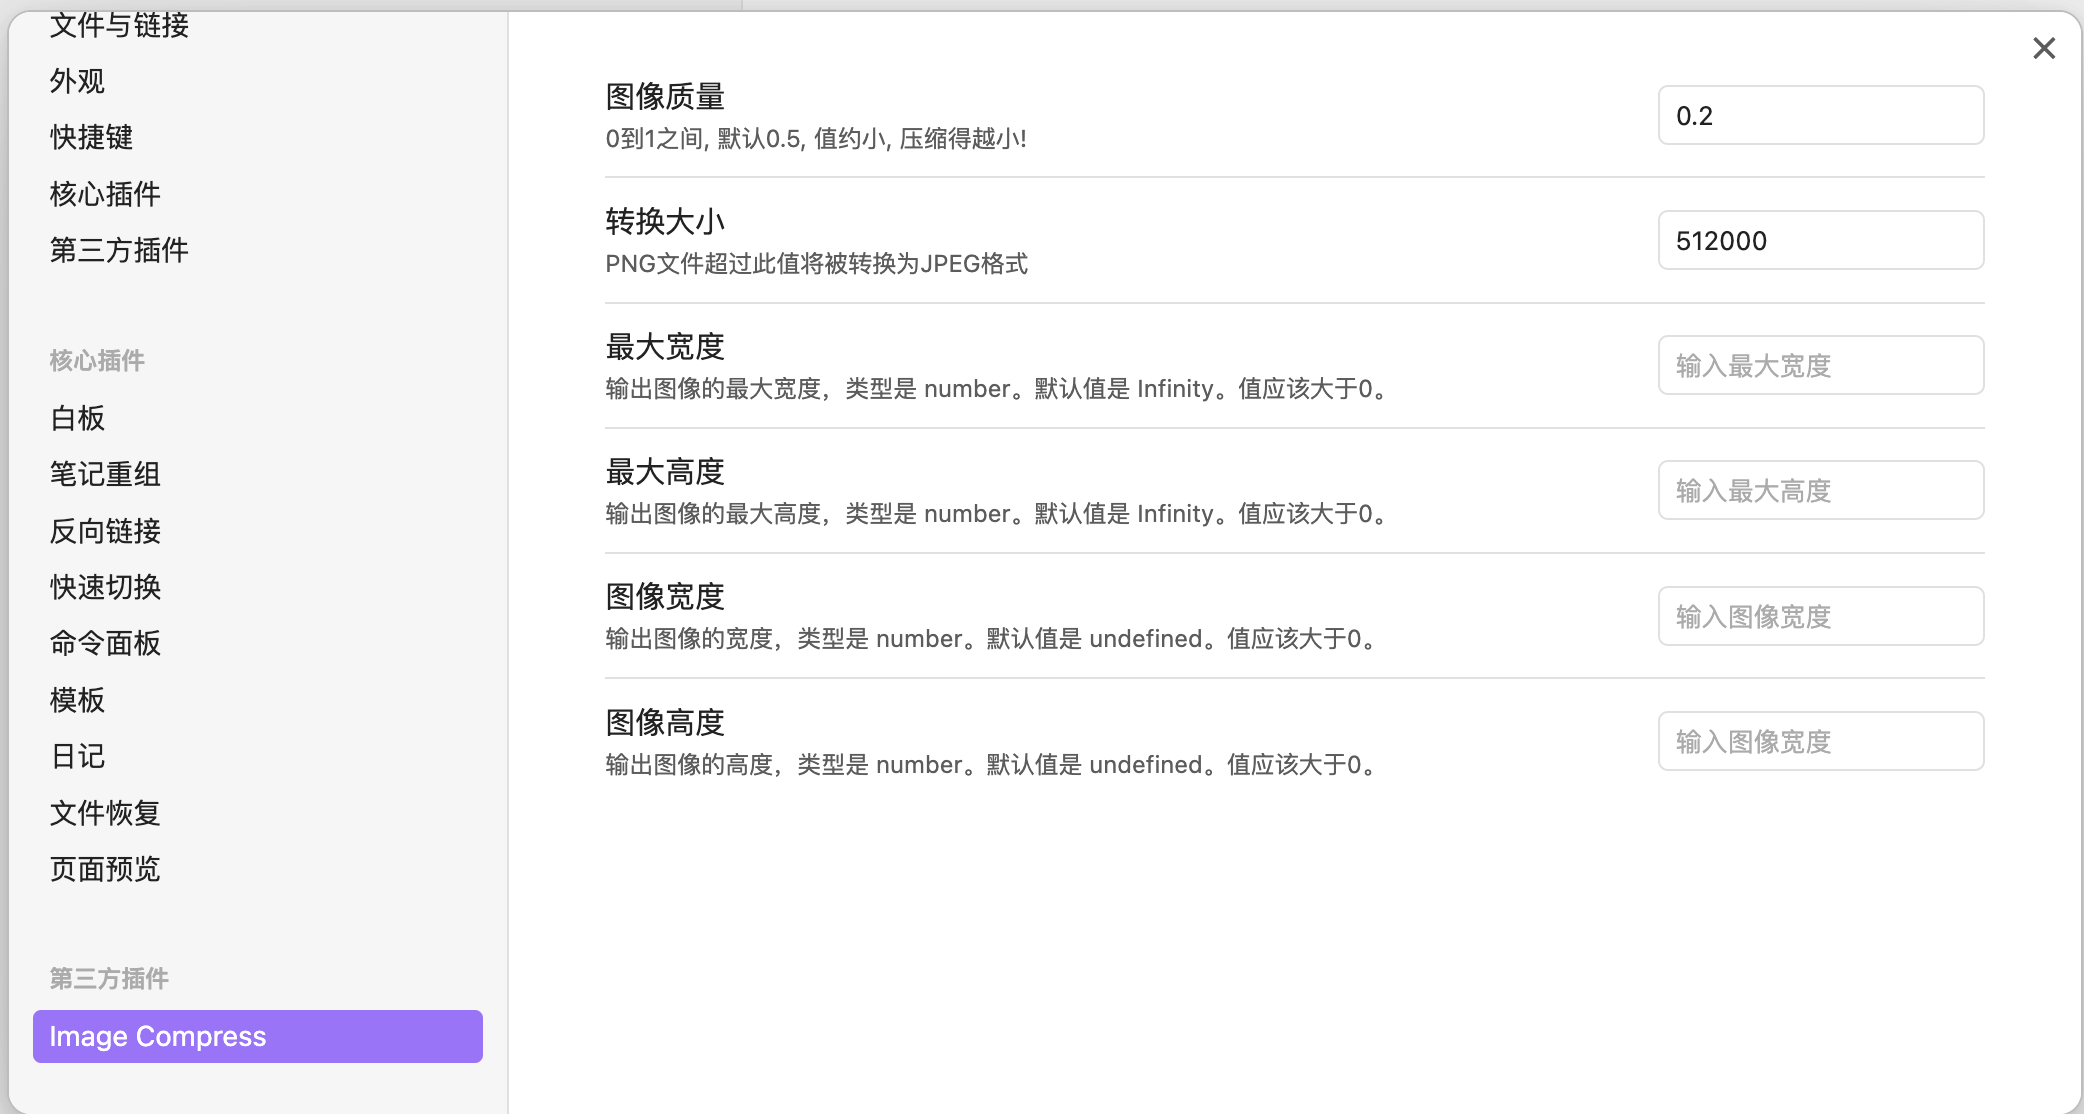 文件与链接
外观
快捷键
核心插件
第三方插件
核心插件
白板
笔记重组
反向链接
快速切换
命令面板
模板
日记
文件恢复
页面预览
第三方插件
Image Compress
图像质量
0到1之间, 默认0.5, 值约小, 压缩得越小!
0.2
转换大小
PNG文件超过此值将被转换为JPEG格式
512000
最大宽度
输出图像的最大宽度，类型是 number。默认值是 Infinity。值应该大于0。
输入最大宽度
最大高度
输出图像的最大高度，类型是 number。默认值是 Infinity。值应该大于0。
输入最大高度
图像宽度
输出图像的宽度，类型是 number。默认值是 undefined。值应该大于0。
输入图像宽度
图像高度
输出图像的高度，类型是 number。默认值是 undefined。值应该大于0。
输入图像宽度